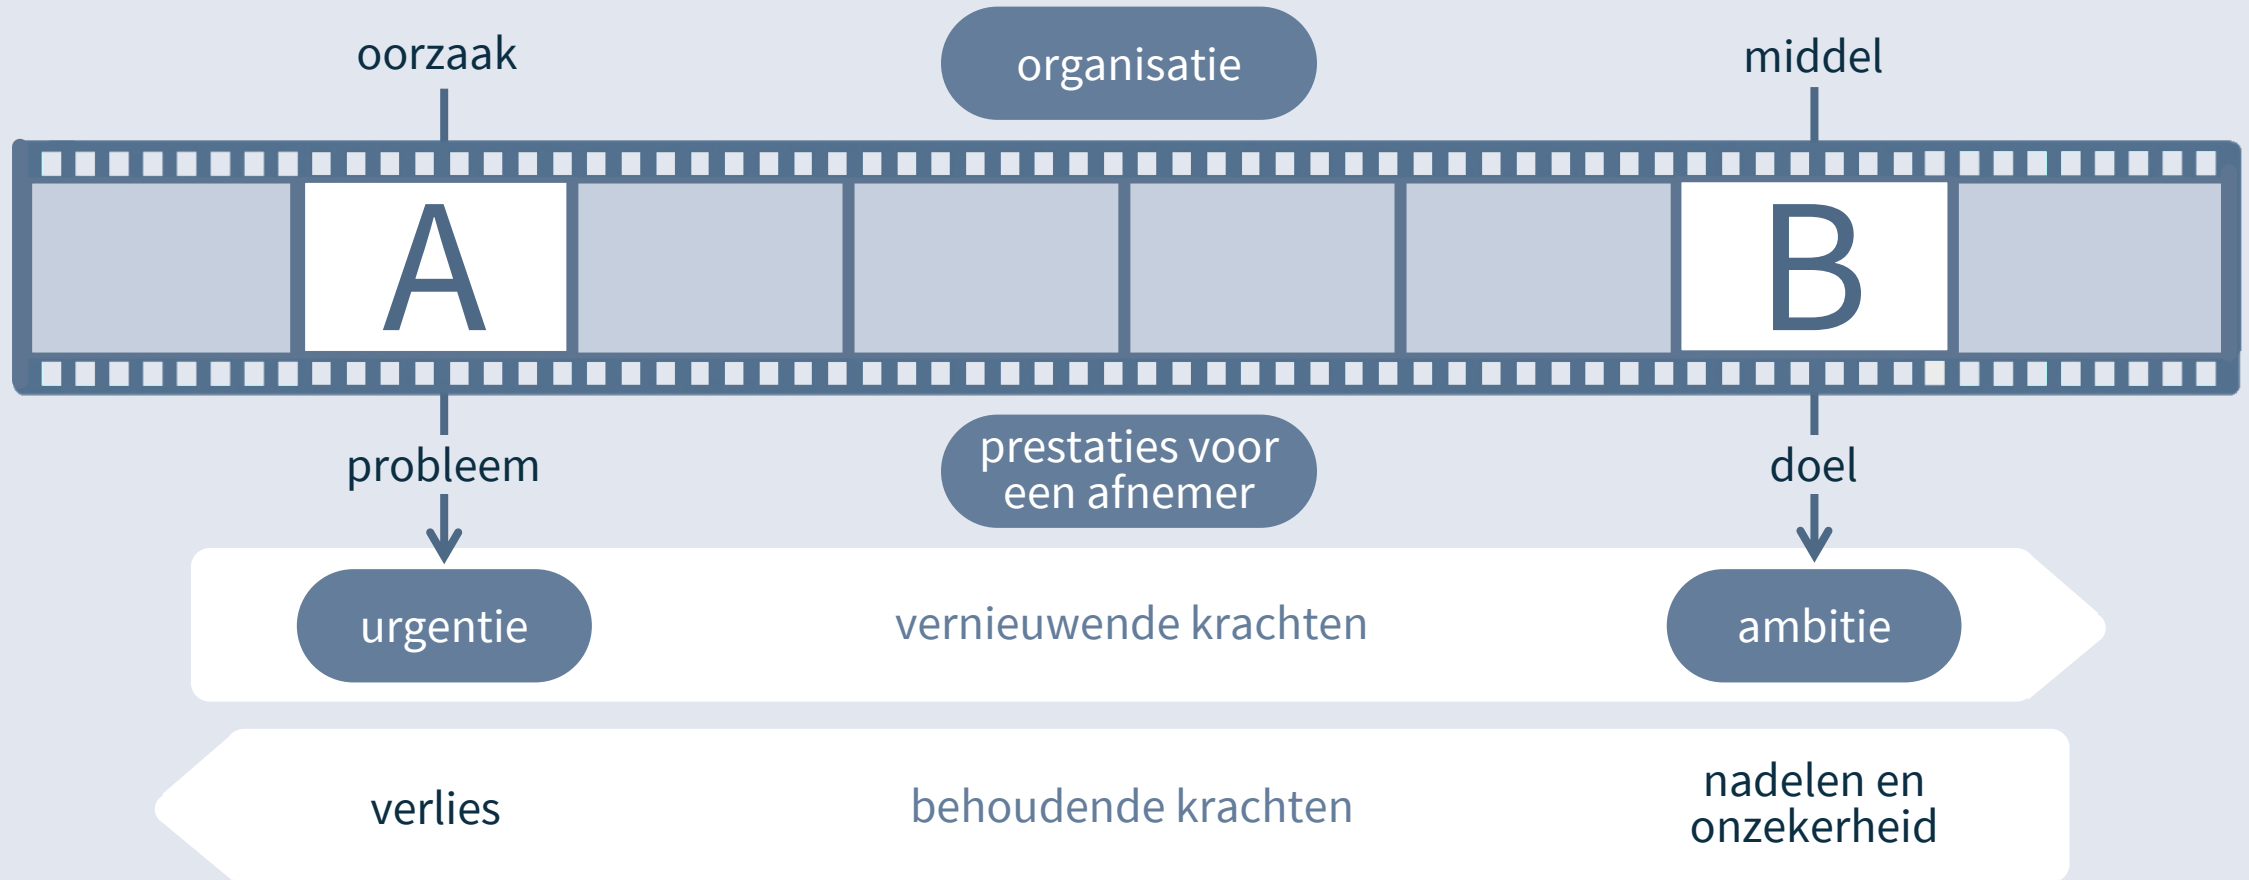 oorzaak
organisatie
middel
A
B
probleem
prestaties voor
een afnemer
doel
urgentie
vernieuwende krachten
ambitie
verlies
behoudende krachten
nadelen en
onzekerheid